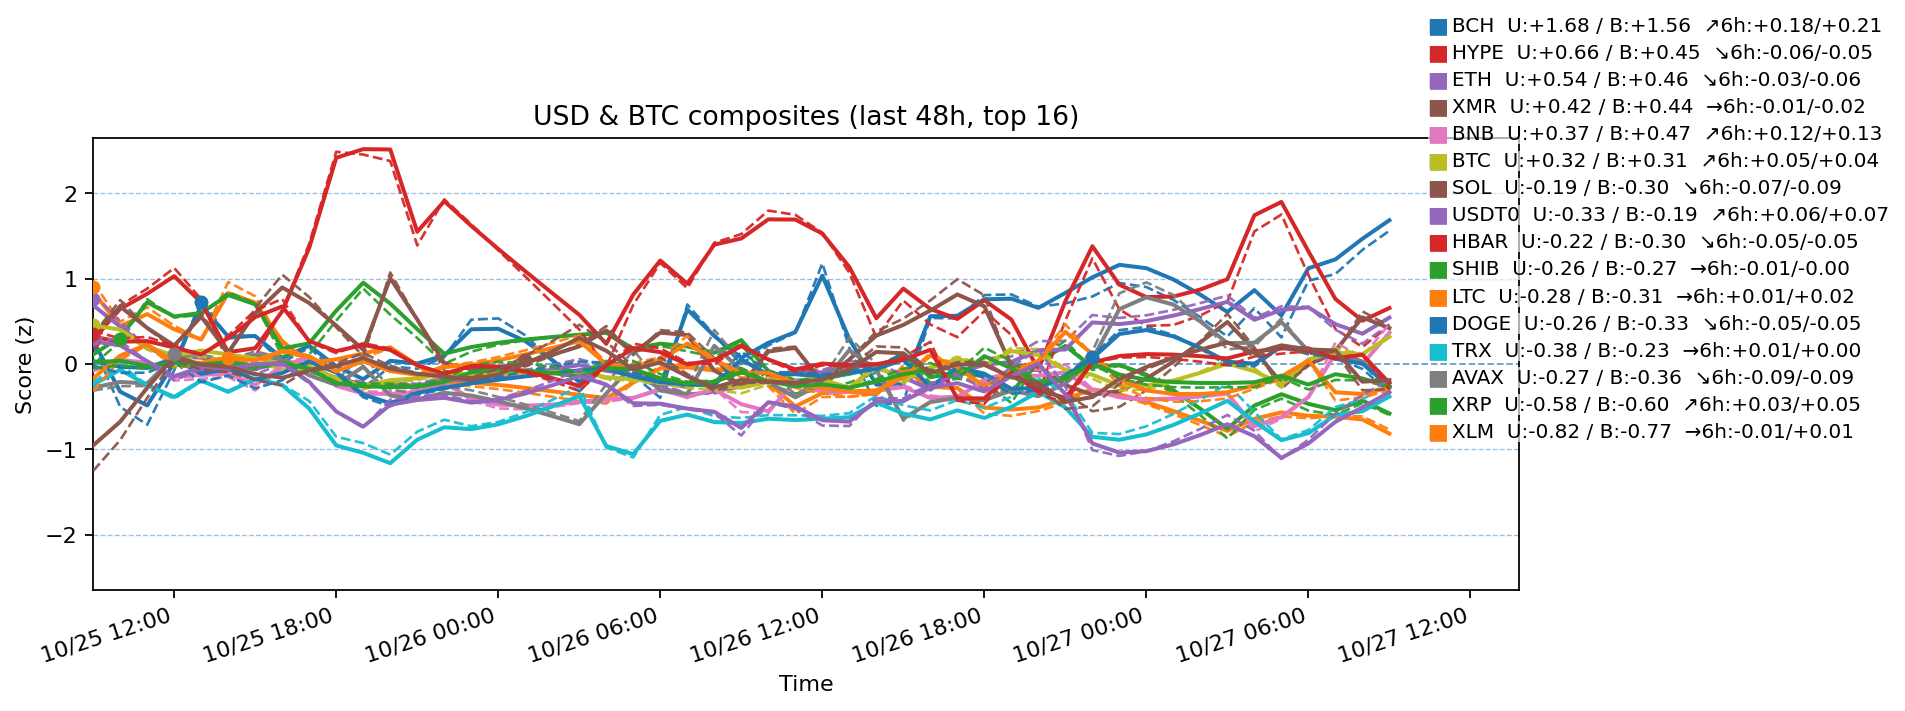 BCH U:+1.68 / B:+1.56 ↗6h:+0.18/+0.21
HYPE U:+0.66 / B:+0.45 ↘6h:-0.06/-0.05
ETH U:+0.54 / B:+0.46 ↘6h:-0.03/-0.06
XMR U:+0.42 / B:+0.44 →6h:-0.01/-0.02
BNB U:+0.37 / B:+0.47 ↗6h:+0.12/+0.13
BTC U:+0.32 / B:+0.31 ↗6h:+0.05/+0.04
SOL U:-0.19 / B:-0.30 ↘6h:-0.07/-0.09
USDT0 U:-0.33 / B:-0.19 ↗6h:+0.06/+0.07
HBAR U:-0.22 / B:-0.30 ↘6h:-0.05/-0.05
SHIB U:-0.26 / B:-0.27 →6h:-0.01/-0.00
LTC U:-0.28 / B:-0.31 →6h:+0.01/+0.02
DOGE U:-0.26 / B:-0.33 ↘6h:-0.05/-0.05
TRX U:-0.38 / B:-0.23 →6h:+0.01/+0.00
AVAX U:-0.27 / B:-0.36 ↘6h:-0.09/-0.09
XRP U:-0.58 / B:-0.60 ↗6h:+0.03/+0.05
XLM U:-0.82 / B:-0.77 →6h:-0.01/+0.01
USD & BTC composites (last 48h, top 16)
Score (z)
2
1
0
−1
−2
10/25 12:00
10/25 18:00
10/26 00:00
10/26 06:00
10/26 12:00
10/26 18:00
10/27 00:00
10/27 06:00
10/27 12:00
Time